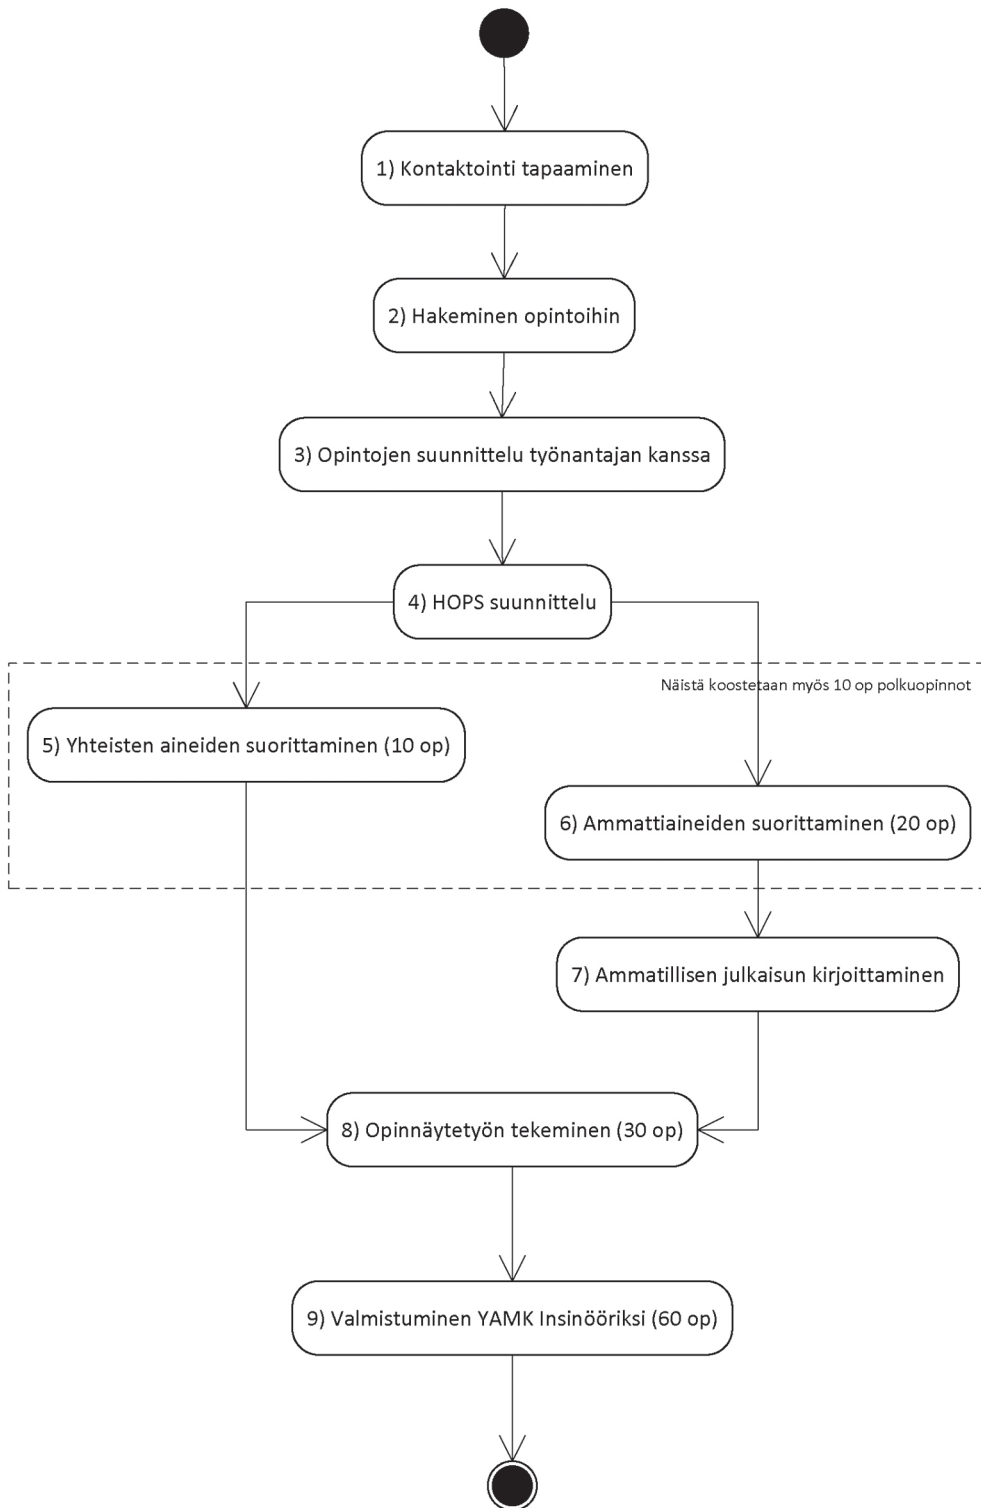 1) Kontaktointi tapaaminen
2) Hakeminen opintoihin
3) Opintojen suunnittelu työnantajan kanssa
4) HOPS suunnittelu
Näistä koostetaan myös 10 op polkuopinnot
5) Yhteisten aineiden suorittaminen (10 op)
6) Ammattiaineiden suorittaminen (20 op)
7) Ammatillisen julkaisun kirjoittaminen
8) Opinnäytetyön tekeminen (30 op)
9) Valmistuminen YAMK Insinööriksi (60 op)